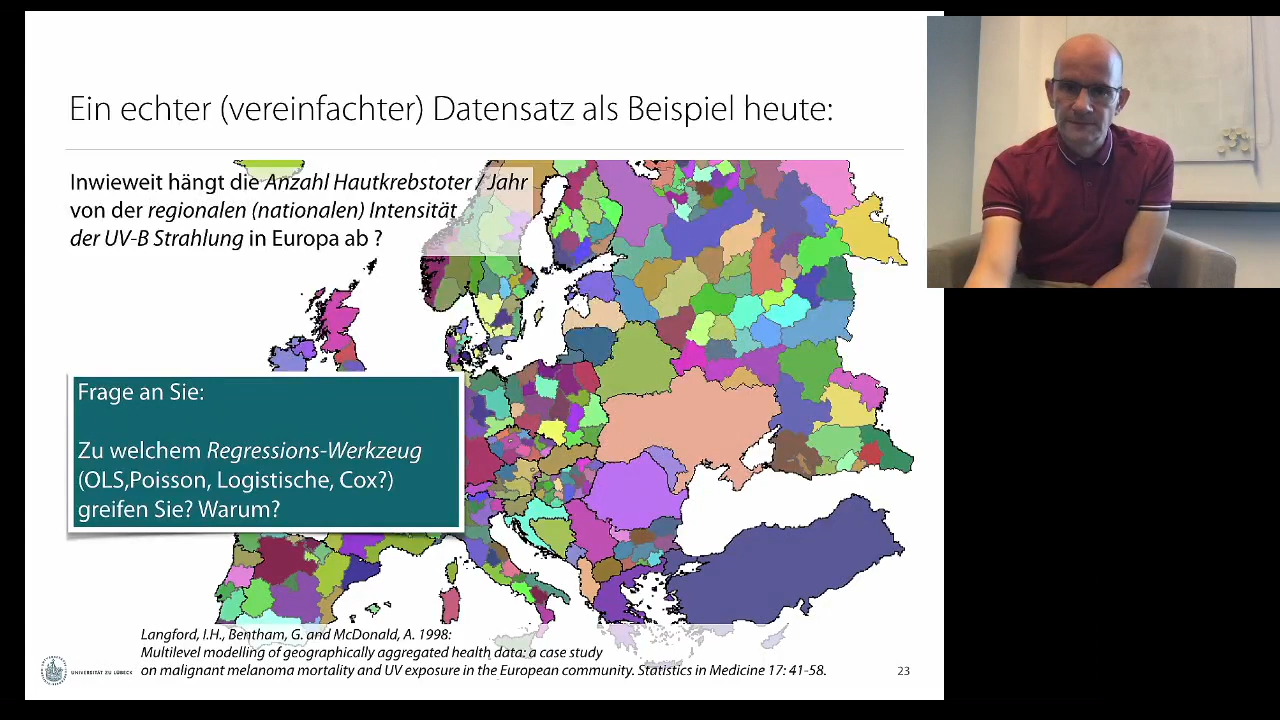 Ein echter (vereinfachter) Datensatz als Beispiel heute:
Inwieweit hängt die Anzahl Hautkrebstoter / Jahr
von der regionalen (nationalen) Intensität
der UV-B Strahlung in Europa ab ?
Frage an Sie:
Zu welchem Regressions-Werkzeug
(OLS,Poisson, Logistische, Cox?)
greifen Sie? Warum?
Langford, I.H., Bentham, G. and McDonald, A. 1998:
Multilevel modelling of geographically aggregated health data: a case study
on malignant melanoma mortality and UV exposure in the European community. Statistics in Medicine 17: 41-58.
UNIVERSITÄT ZU LÜBECK
23